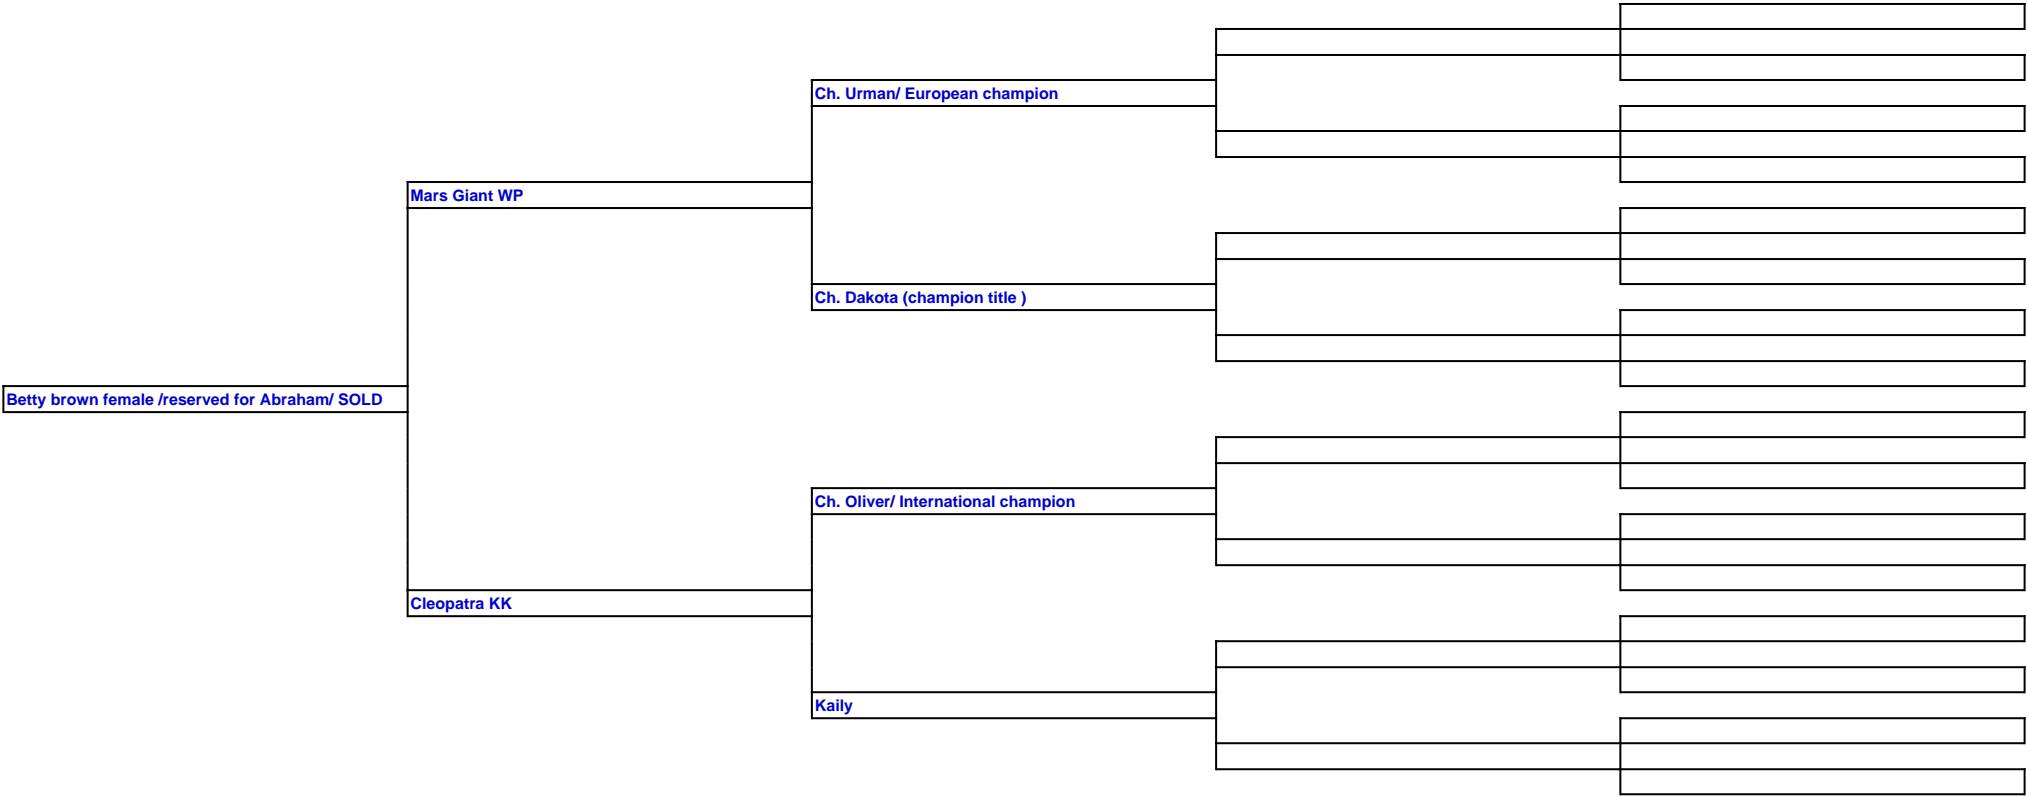 Ch. Urman/ European champion
Mars Giant WP
Ch. Dakota (champion title )
Betty brown female /reserved for Abraham/ SOLD
Ch. Oliver/ International champion
Cleopatra KK
Kaily